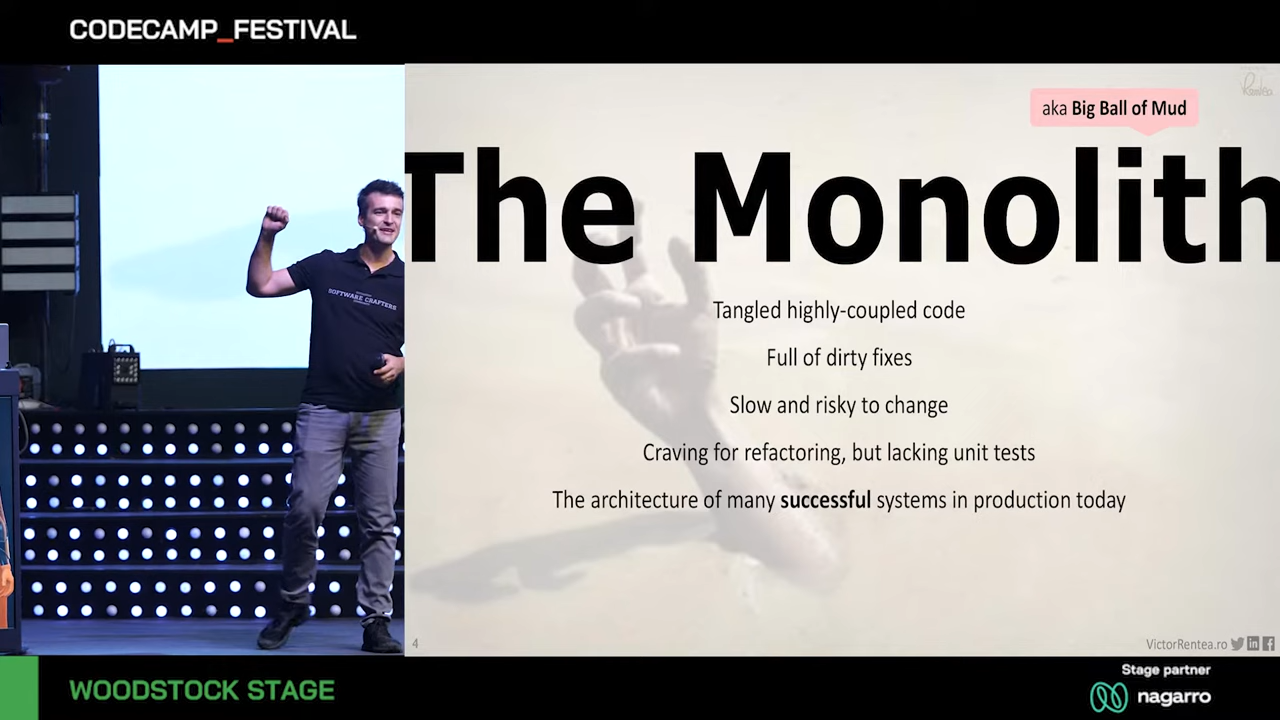 CODECAMP_FESTIVAL
Rentea
aka Big Ball of Mud
The Monolith
SOFTWARE CRAFTERS
Tangled highly-coupled code
Full of dirty fixes
Slow and risky to change
Craving for refactoring, but lacking unit tests
The architecture of many successful systems in production today
4
VictorRentea.ro
WOODSTOCK STAGE
Stage partner
nagarro